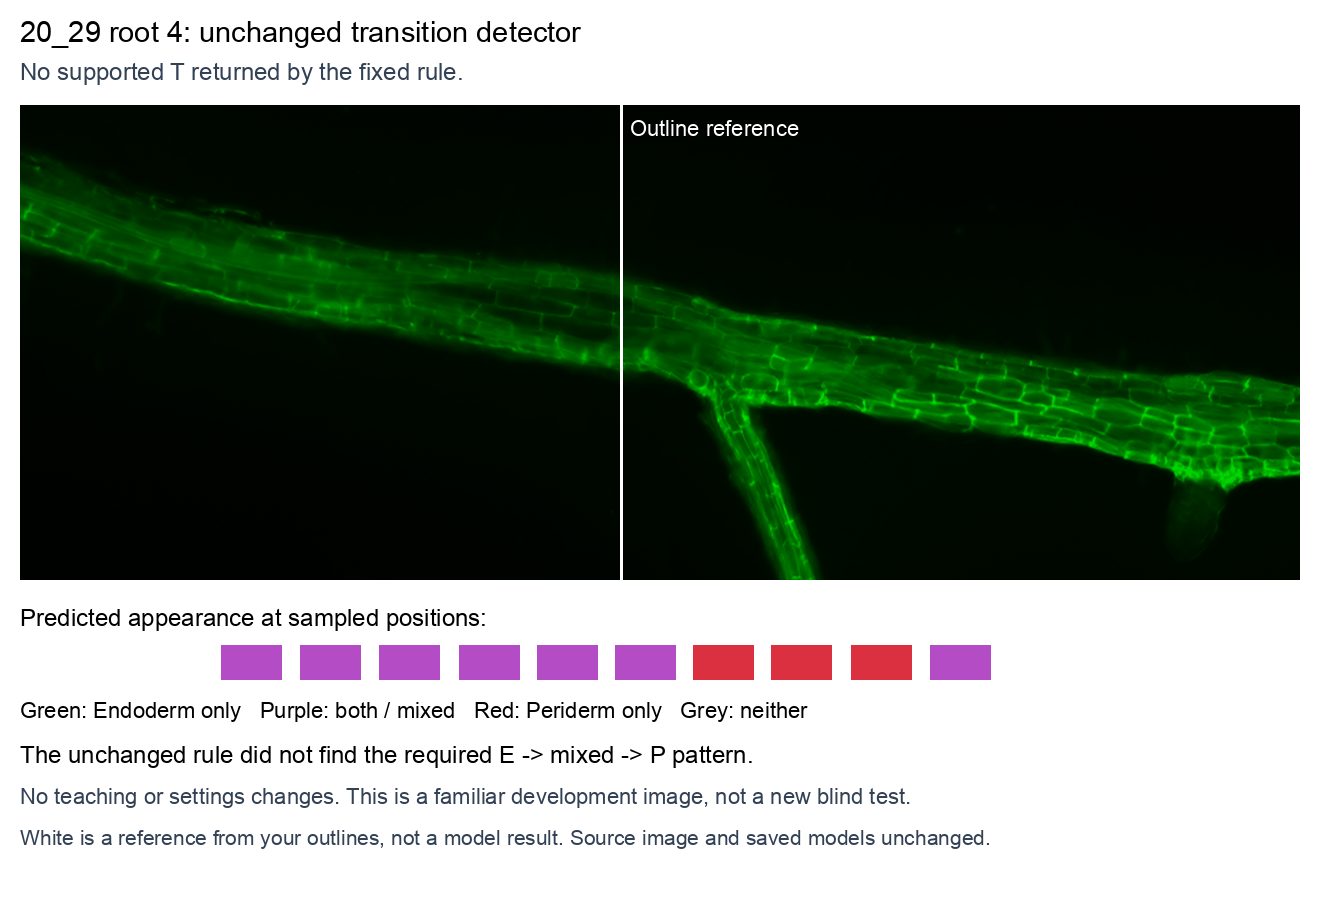 20_29 root 4: unchanged transition detector
No supported T returned by the fixed rule.
Outline reference
Predicted appearance at sampled positions:
Green: Endoderm only   Purple: both / mixed   Red: Periderm only   Grey: neither
The unchanged rule did not find the required E -> mixed -> P pattern.
No teaching or settings changes. This is a familiar development image, not a new blind test.
White is a reference from your outlines, not a model result. Source image and saved models unchanged.